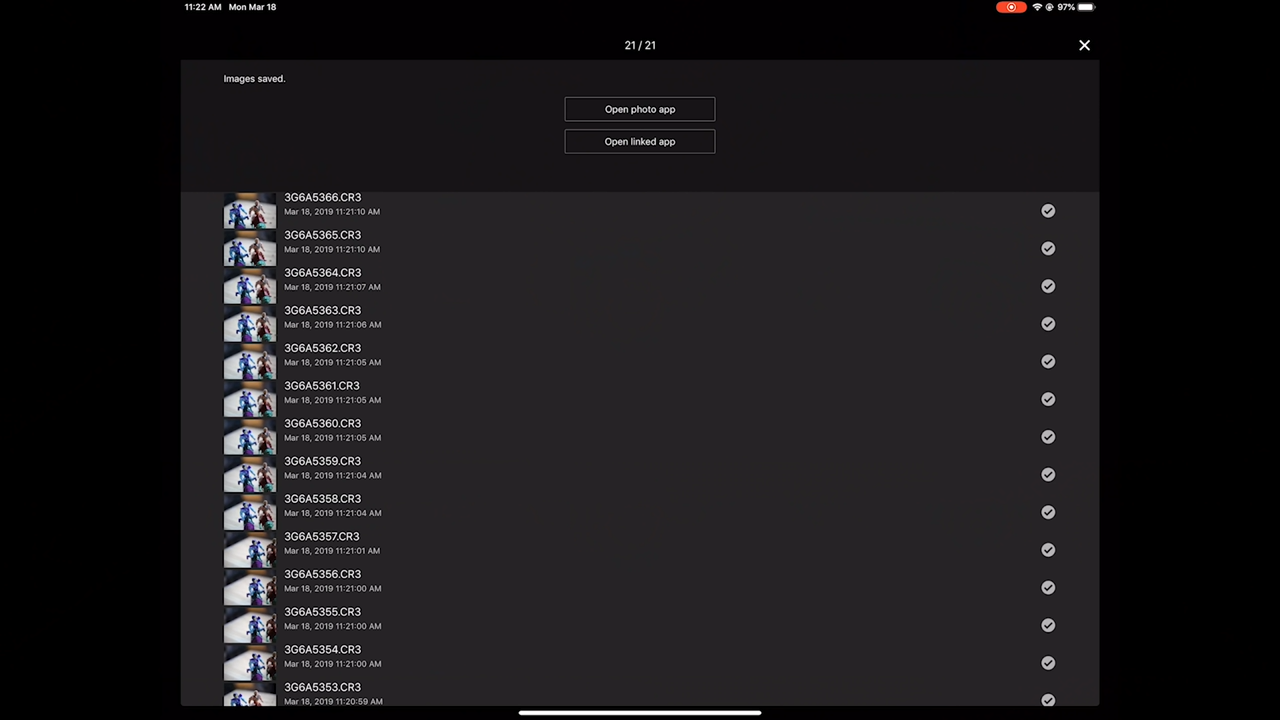 11:22 AM Mon Mar 18
97%
21 / 21
Images saved.
Open photo app
Open linked app
3G6A5366.CR3
Mar 18, 2019 11:21:10 AM
3G6A5365.CR3
Mar 18, 2019 11:21:10 AM
3G6A5364.CR3
Mar 18, 2019 11:21:07 AM
3G6A5363.CR3
Mar 18, 2019 11:21:06 AM
3G6A5362.CR3
Mar 18, 2019 11:21:05 AM
3G6A5361.CR3
Mar 18, 2019 11:21:05 AM
3G6A5360.CR3
Mar 18, 2019 11:21:05 AM
3G6A5359.CR3
Mar 18, 2019 11:21:04 AM
3G6A5358.CR3
Mar 18, 2019 11:21:04 AM
3G6A5357.CR3
Mar 18, 2019 11:21:01 AM
3G6A5356.CR3
Mar 18, 2019 11:21:00 AM
3G6A5355.CR3
Mar 18, 2019 11:21:00 AM
3G6A5354.CR3
Mar 18, 2019 11:21:00 AM
3G6A5353.CR3
Mar 18, 2019 11:20:59 AM